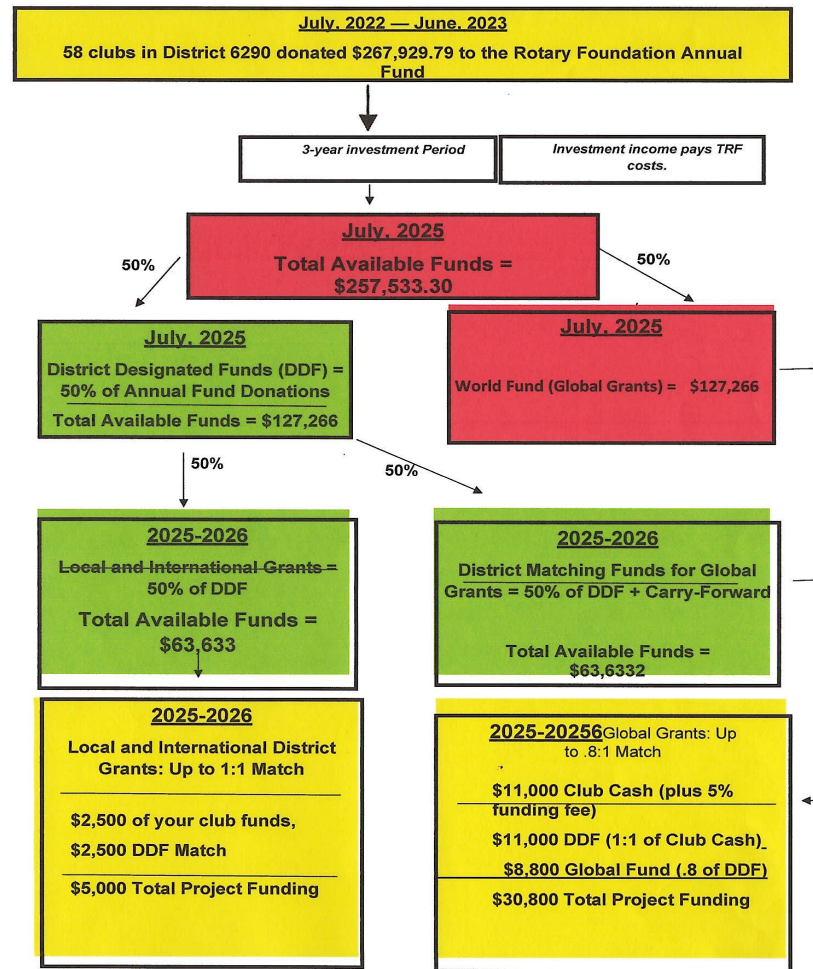 July, 2022 — June, 2023
58 clubs in District 6290 donated $267,929.79 to the Rotary Foundation Annual
Fund
3-year investment Period
Investment income pays TRF
costs.
July, 2025
Total Available Funds =
$257,533.30
50%
50%
July, 2025
District Designated Funds (DDF) =
50% of Annual Fund Donations
Total Available Funds = $127,266
July, 2025
World Fund (Global Grants) = $127,266
50%
50%
2025-2026
Local and International Grants =
50% of DDF
Total Available Funds =
$63,633
2025-2026
District Matching Funds for Global
Grants = 50% of DDF + Carry-Forward
Total Available Funds =
$63,6332
2025-2026
Local and International District
Grants: Up to 1:1 Match
$2,500 of your club funds,
$2,500 DDF Match
$5,000 Total Project Funding
2025-20256Global Grants: Up
to .8:1 Match
$11,000 Club Cash (plus 5%
funding fee)
$11,000 DDF (1:1 of Club Cash)
$8,800 Global Fund (.8 of DDF)
$30,800 Total Project Funding